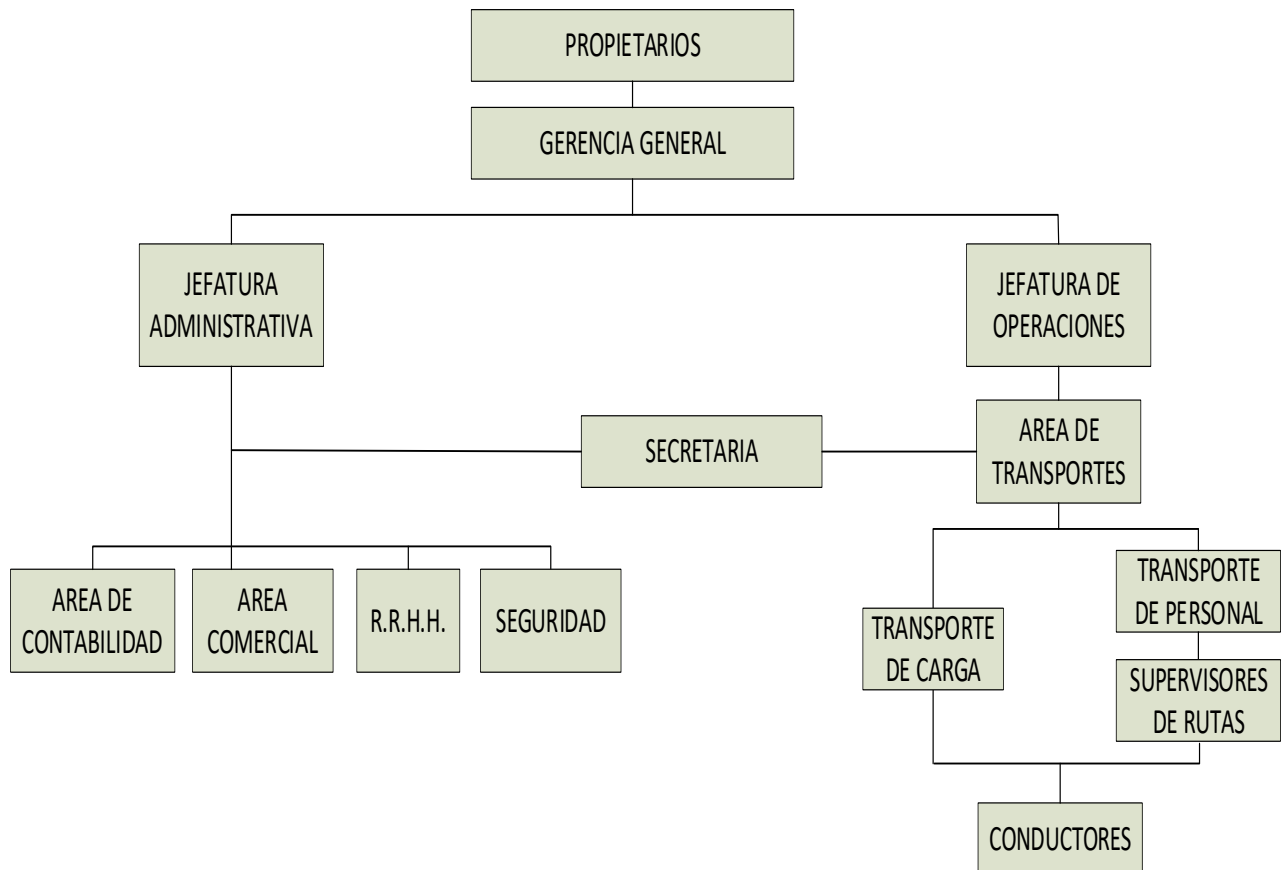 PROPIETARIOS
GERENCIA GENERAL
JEFATURA
ADMINISTRATIVA
JEFATURA DE
OPERACIONES
SECRETARIA
AREA DE
TRANSPORTES
AREA DE
CONTABILIDAD
AREA
COMERCIAL
R.R.H.H.
SEGURIDAD
TRANSPORTE
DE CARGA
TRANSPORTE
DE PERSONAL
SUPERVISORES
DE RUTAS
CONDUCTORES